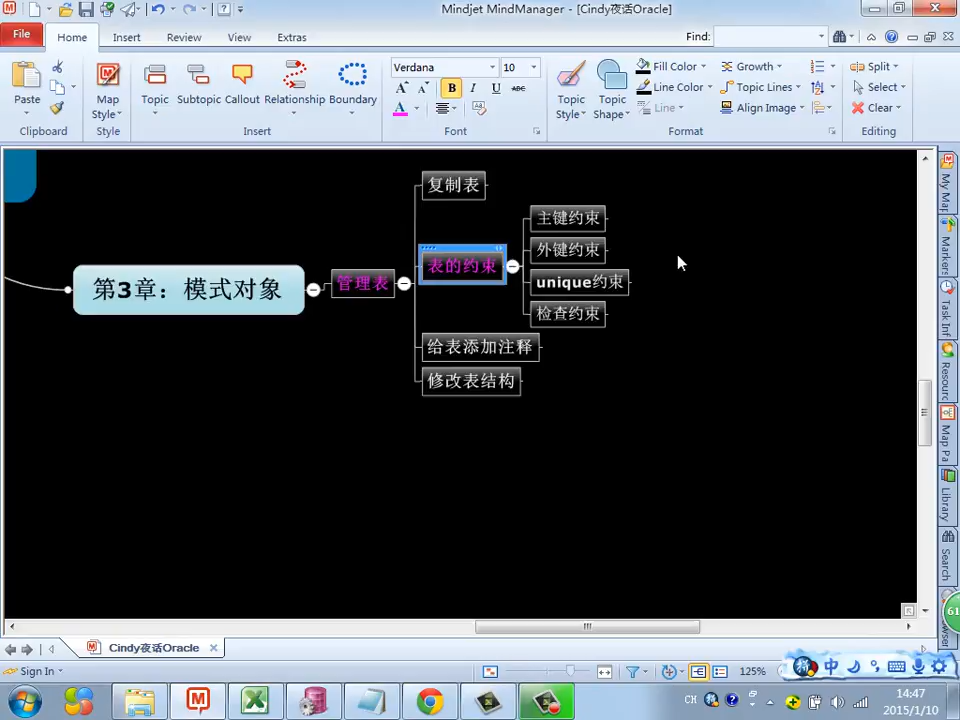 Mindjet MindManager - [Cindy夜话Oracle]
File
Home
Insert
Review
View
Extras
Find:
Paste
Clipboard
Map
Style
Style
Topic
Subtopic
Callout
Relationship
Boundary
Insert
Verdana
10
B
I
U
ABC
A
Font
Topic
Style
Topic
Shape
Fill Color
Line Color
Line
Growth
Topic Lines
Align Image
Format
Split
Select
Clear
Editing
第3章：模式对象
管理表
复制表
表的约束
主键约束
外键约束
unique约束
检查约束
给表添加注释
修改表结构
My Map
Markers
Task Inf
Resourc
Map Pa
Library
Search
61
Cindy夜话Oracle
Sign In
125%
中
CH
14:47
2015/1/10